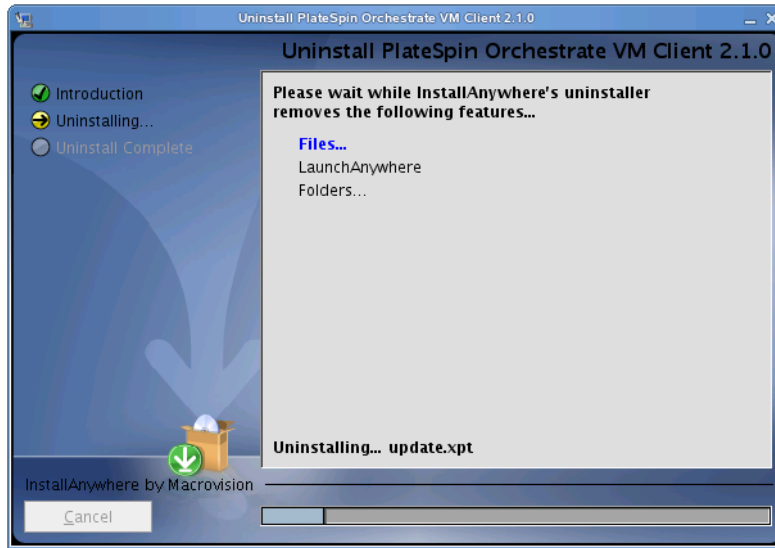 Uninstall PlateSpin Orchestrate VM Client 2.1.0
Uninstall PlateSpin Orchestrate VM Client 2.1.0
Introduction
Uninstalling...
Uninstall Complete
Please wait while InstallAnywhere's uninstaller
removes the following features...
Files...
LaunchAnywhere
Folders...
Uninstalling... update.xpt
InstallAnywhere by Macrovision
Cancel